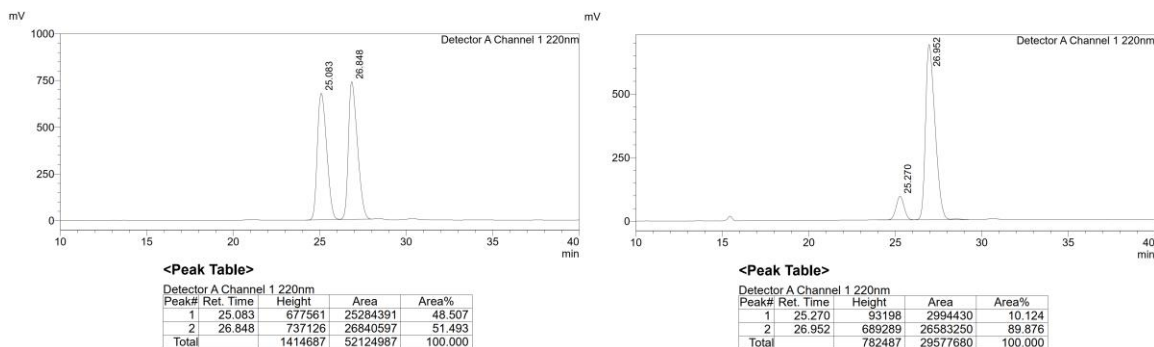 mV
1000
Detector A Channel 1 220nm
25.083
26.848
750
500
250
0
10 15 20 25 30 35 40
min
<Peak Table>
Detector A Channel 1 220nm
Peak# Ret. Time Height Area Area%
1 25.083 677561 25284391 48.507
2 26.848 737126 26840597 51.493
Total 1414687 52124987 100.000
mV
Detector A Channel 1 220nm
26.952
500
250
25.270
0
10 15 20 25 30 35 40
min
<Peak Table>
Detector A Channel 1 220nm
Peak# Ret. Time Height Area Area%
1 25.270 93198 2994430 10.124
2 26.952 689289 26583250 89.876
Total 782487 29577680 100.000